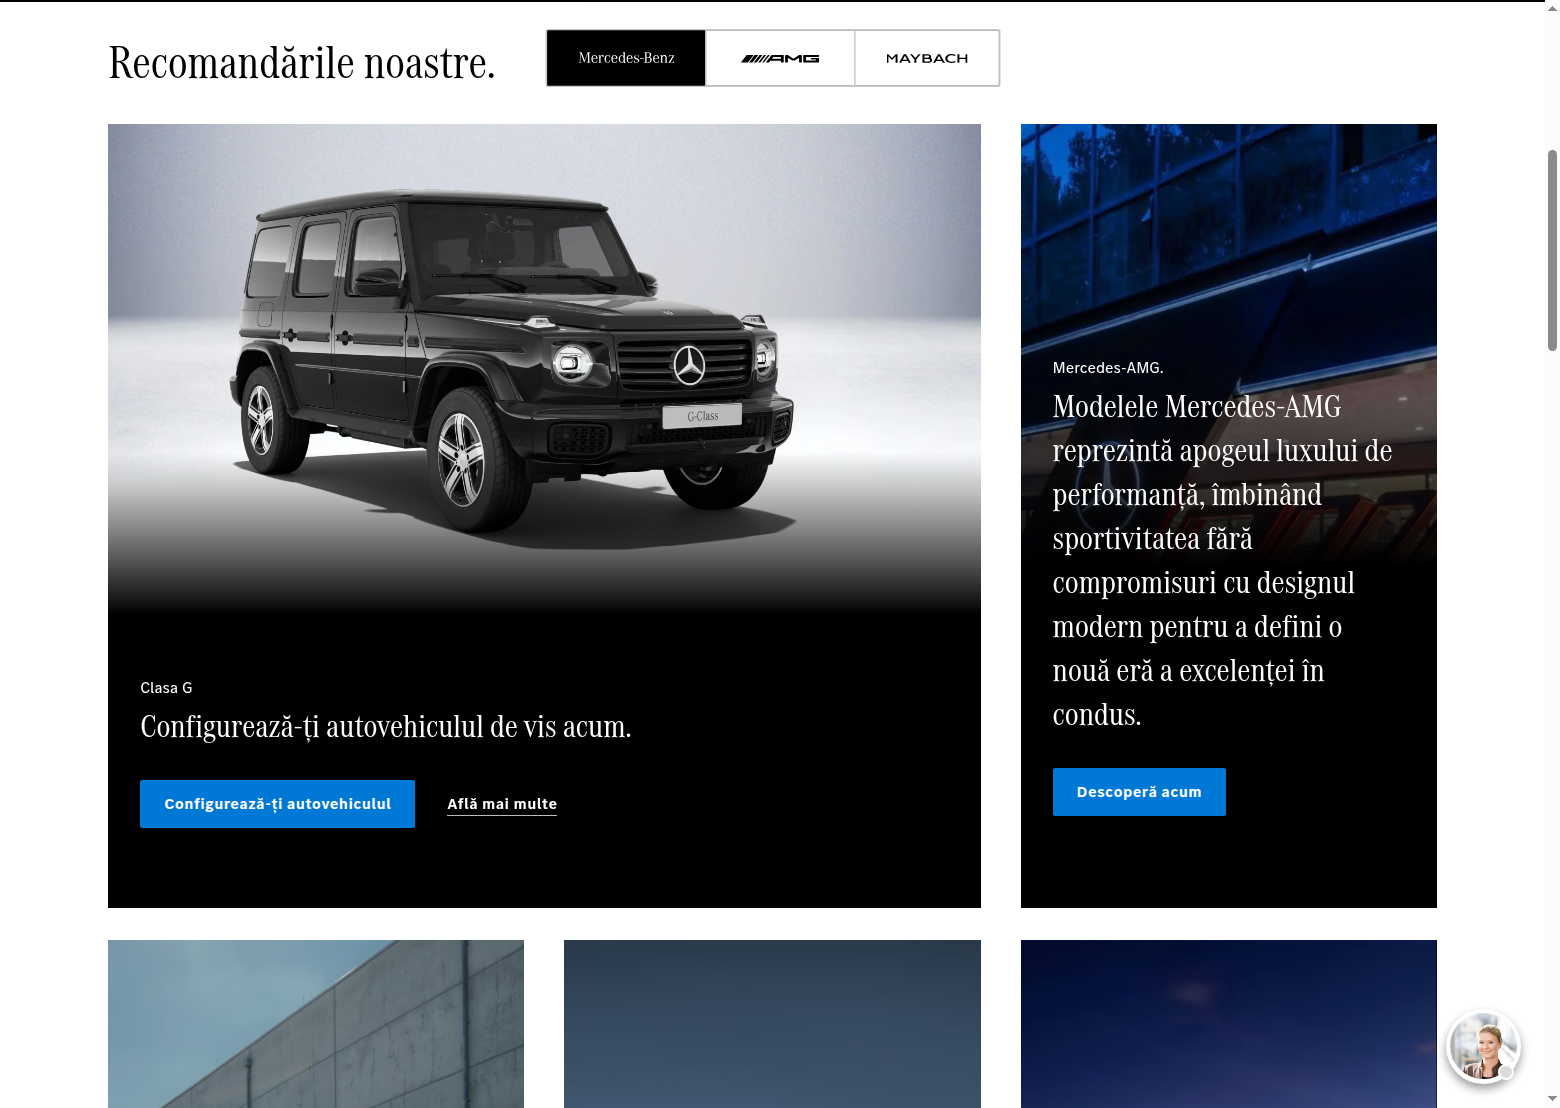 Recomandările noastre.
Mercedes-Benz
AMG
MAYBACH
G-Class
Clasa G
Configurează-ți autovehiculul de vis acum.
Configurează-ți autovehiculul
Află mai multe
Mercedes-AMG.
Modelele Mercedes-AMG
reprezintă apogeul luxului de
performanță, îmbinând
sportivitatea fără
compromisuri cu designul
modern pentru a defini o
nouă eră a excelenței în
condus.
Descoperă acum